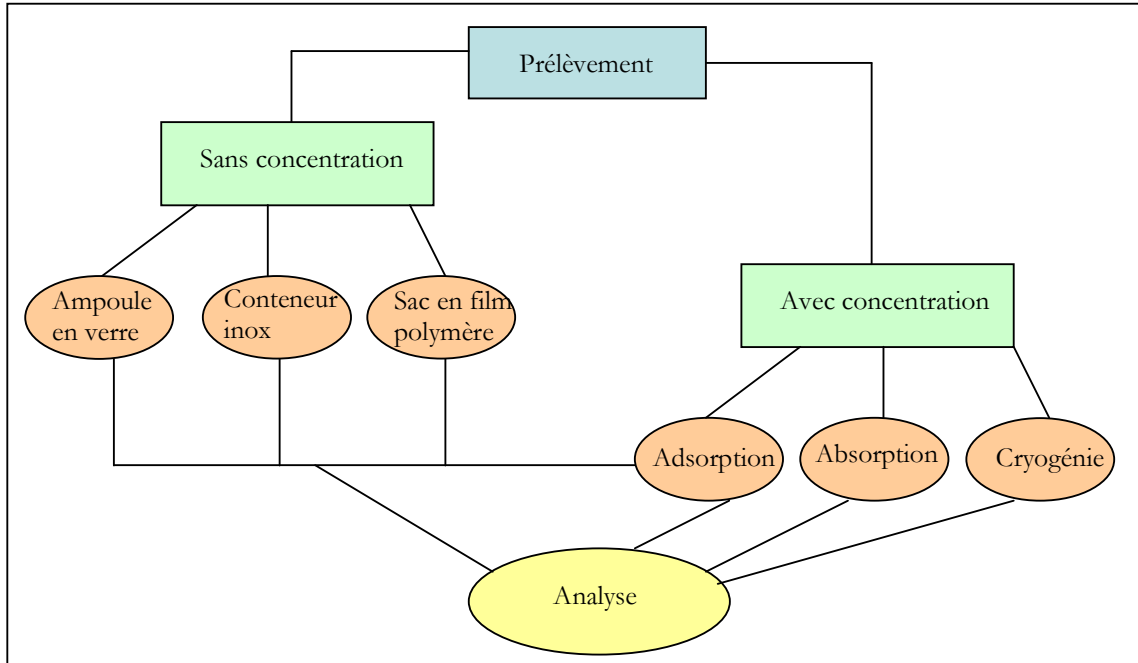 Prélèvement
Sans concentration
Ampoule
en verre
Conteneur
inox
Sac en film
polymère
Avec concentration
Adsorption
Absorption
Cryogénie
Analyse